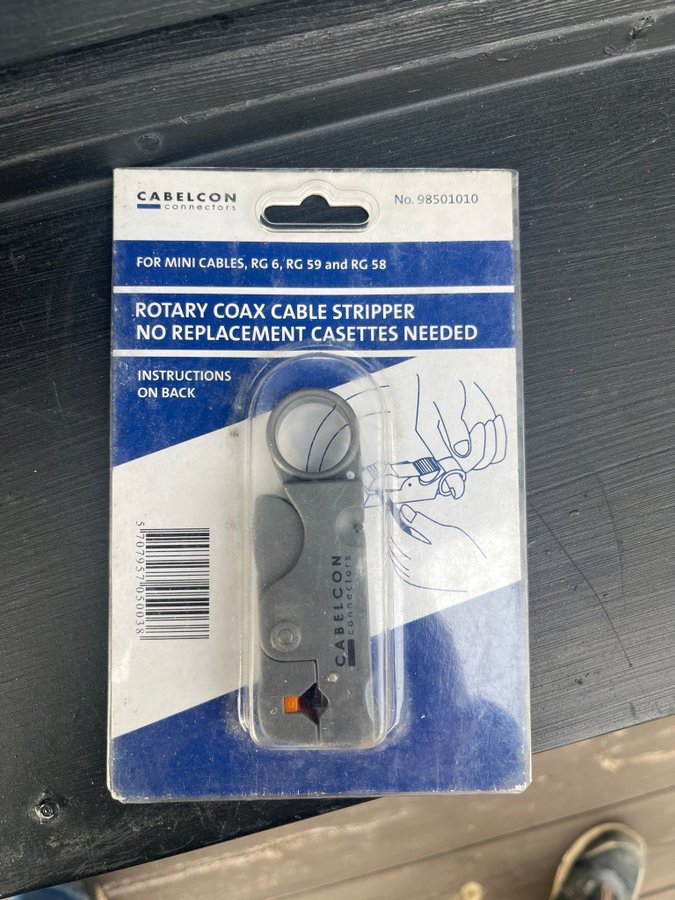 CABELCON
connectors
No. 98501010
FOR MINI CABLES, RG 6, RG 59 and RG 58
ROTARY COAX CABLE STRIPPER
NO REPLACEMENT CASETTES NEEDED
INSTRUCTIONS
ON BACK
CABELCON
connectors
5707957050038